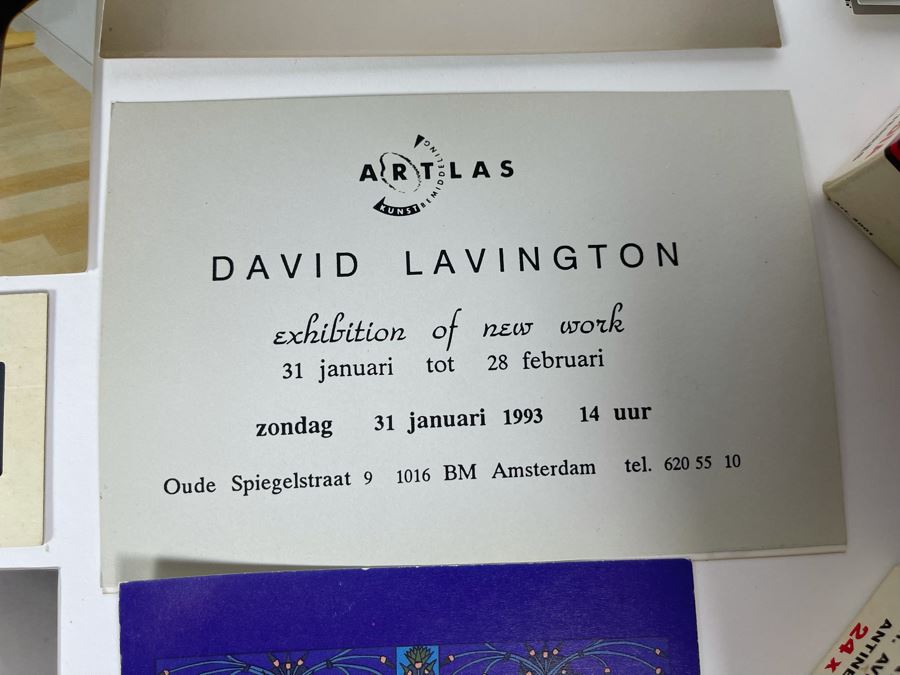 ARTLAS
KUNSTBEMIDDELING
DAVID LAVINGTON
exhibition of new work
31 januari tot 28 februari
zondag 31 januari 1993 14 uur
Oude Spiegelstraat 9 1016 BM Amsterdam tel. 620 55 10
24 x